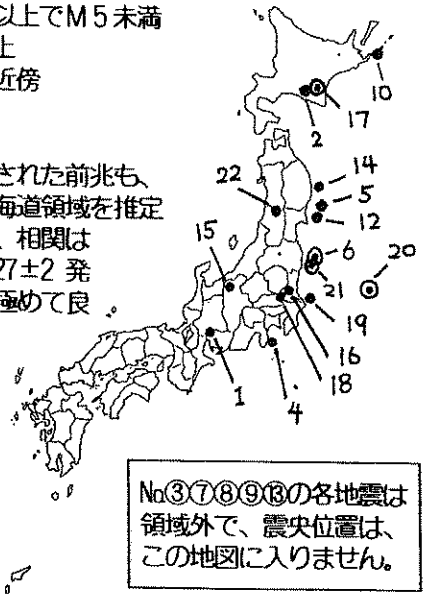 以上でM5未満
上
近傍
された前兆も、
海道領域を推定
、相関は
27±2 発
極めて良
10
17
2
14
22
5
12
15
6
20
21
19
16
18
1
4
No③⑦⑧⑨⑬の各地震は
領域外で、震央位置は、
この地図に入りません。